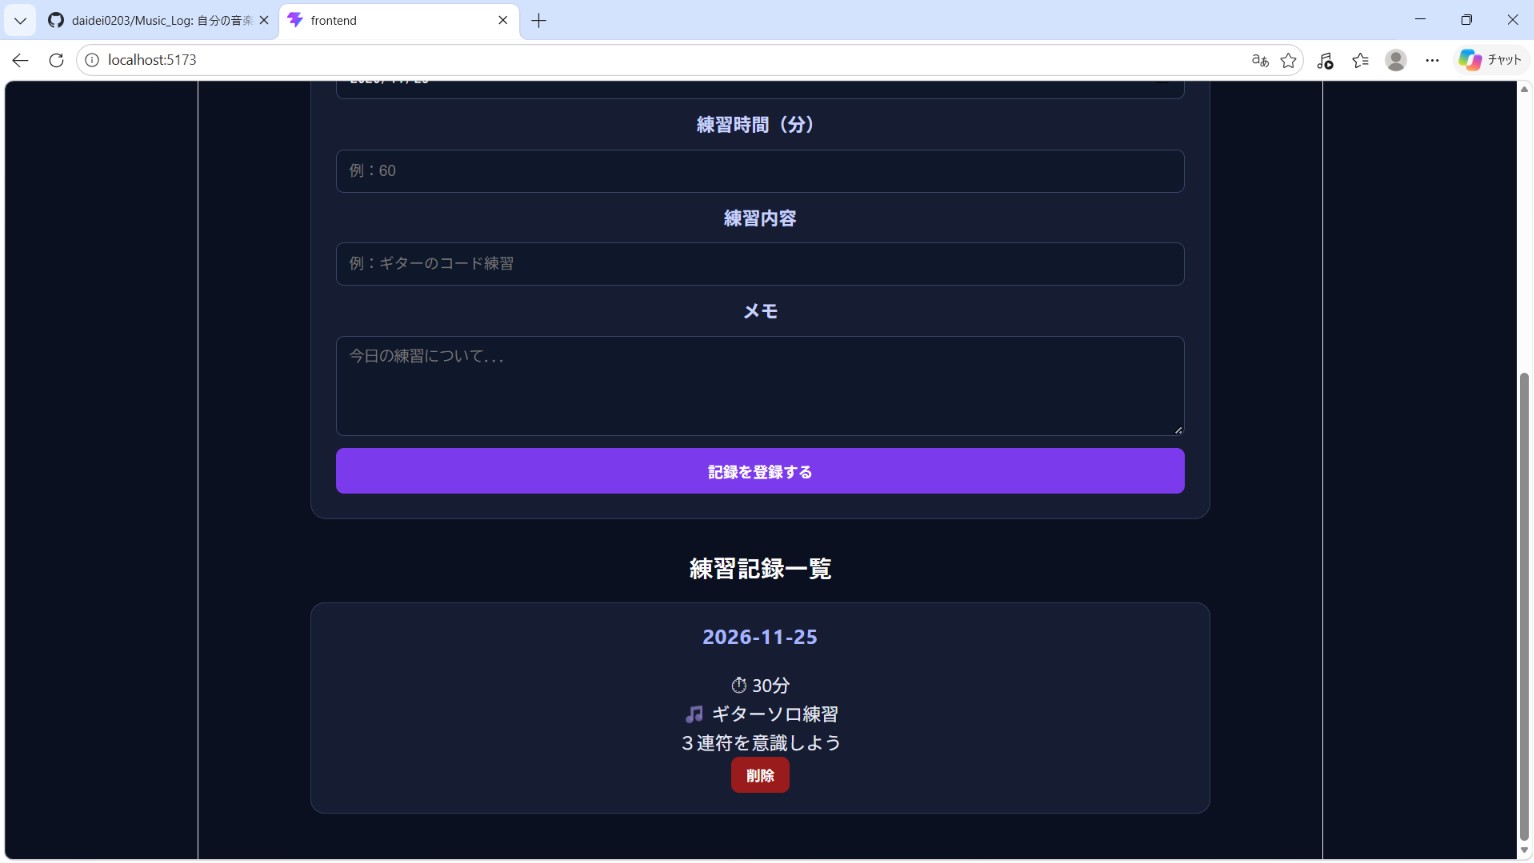 daidei0203/Music_Log: 自分の音楽
frontend
localhost:5173
チャット
練習時間（分）
例：60
練習内容
例：ギターのコード練習
メモ
今日の練習について...
記録を登録する
練習記録一覧
2026-11-25
⏱ 30分
🎵 ギターソロ練習
３連符を意識しよう
削除